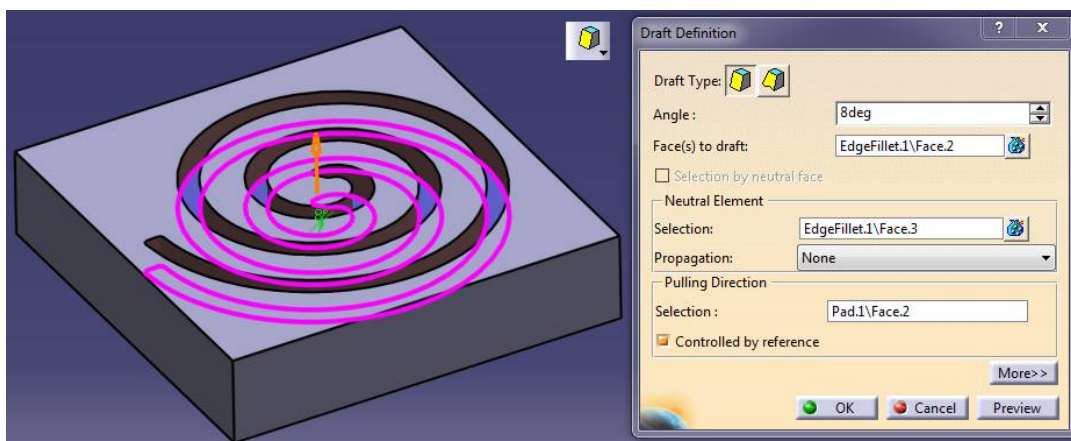 Draft Definition
? X
Draft Type:
Angle : 8deg
Face(s) to draft: EdgeFillet.1\Face.2
Selection by neutral face
Neutral Element
Selection: EdgeFillet.1\Face.3
Propagation: None
Pulling Direction
Selection : Pad.1\Face.2
Controlled by reference
More>>
OK Cancel Preview